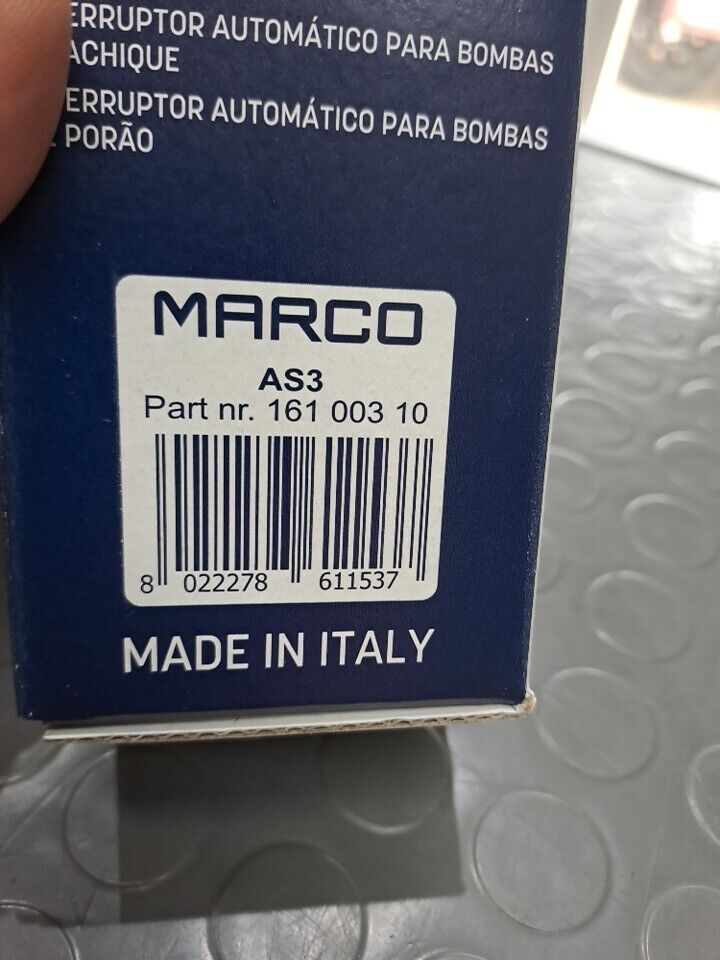 ERRUPTOR AUTOMÁTICO PARA BOMBAS
ACHIQUE
ERRUPTOR AUTOMÁTICO PARA BOMBAS
PORÃO
MARCO
AS3
Part nr. 161 003 10
8 022278 611537
MADE IN ITALY